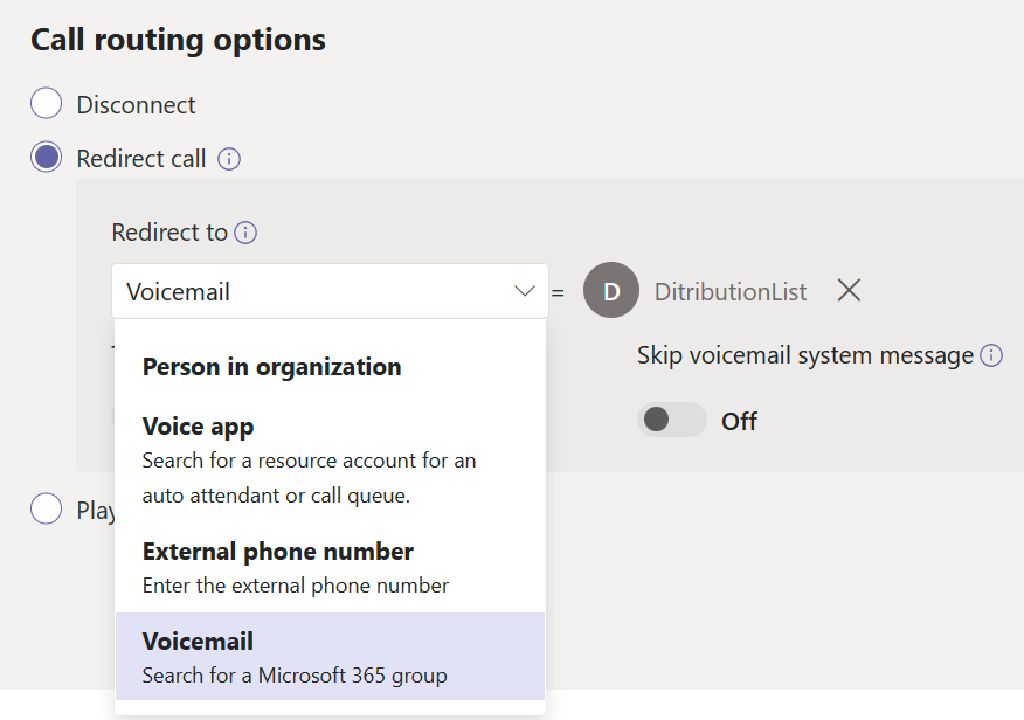 Call routing options
Disconnect
Redirect call
Redirect to
Voicemail
=
D
DitributionList
Person in organization
Skip voicemail system message
Voice app
Off
Search for a resource account for an
auto attendant or call queue.
Play
External phone number
Enter the external phone number
Voicemail
Search for a Microsoft 365 group